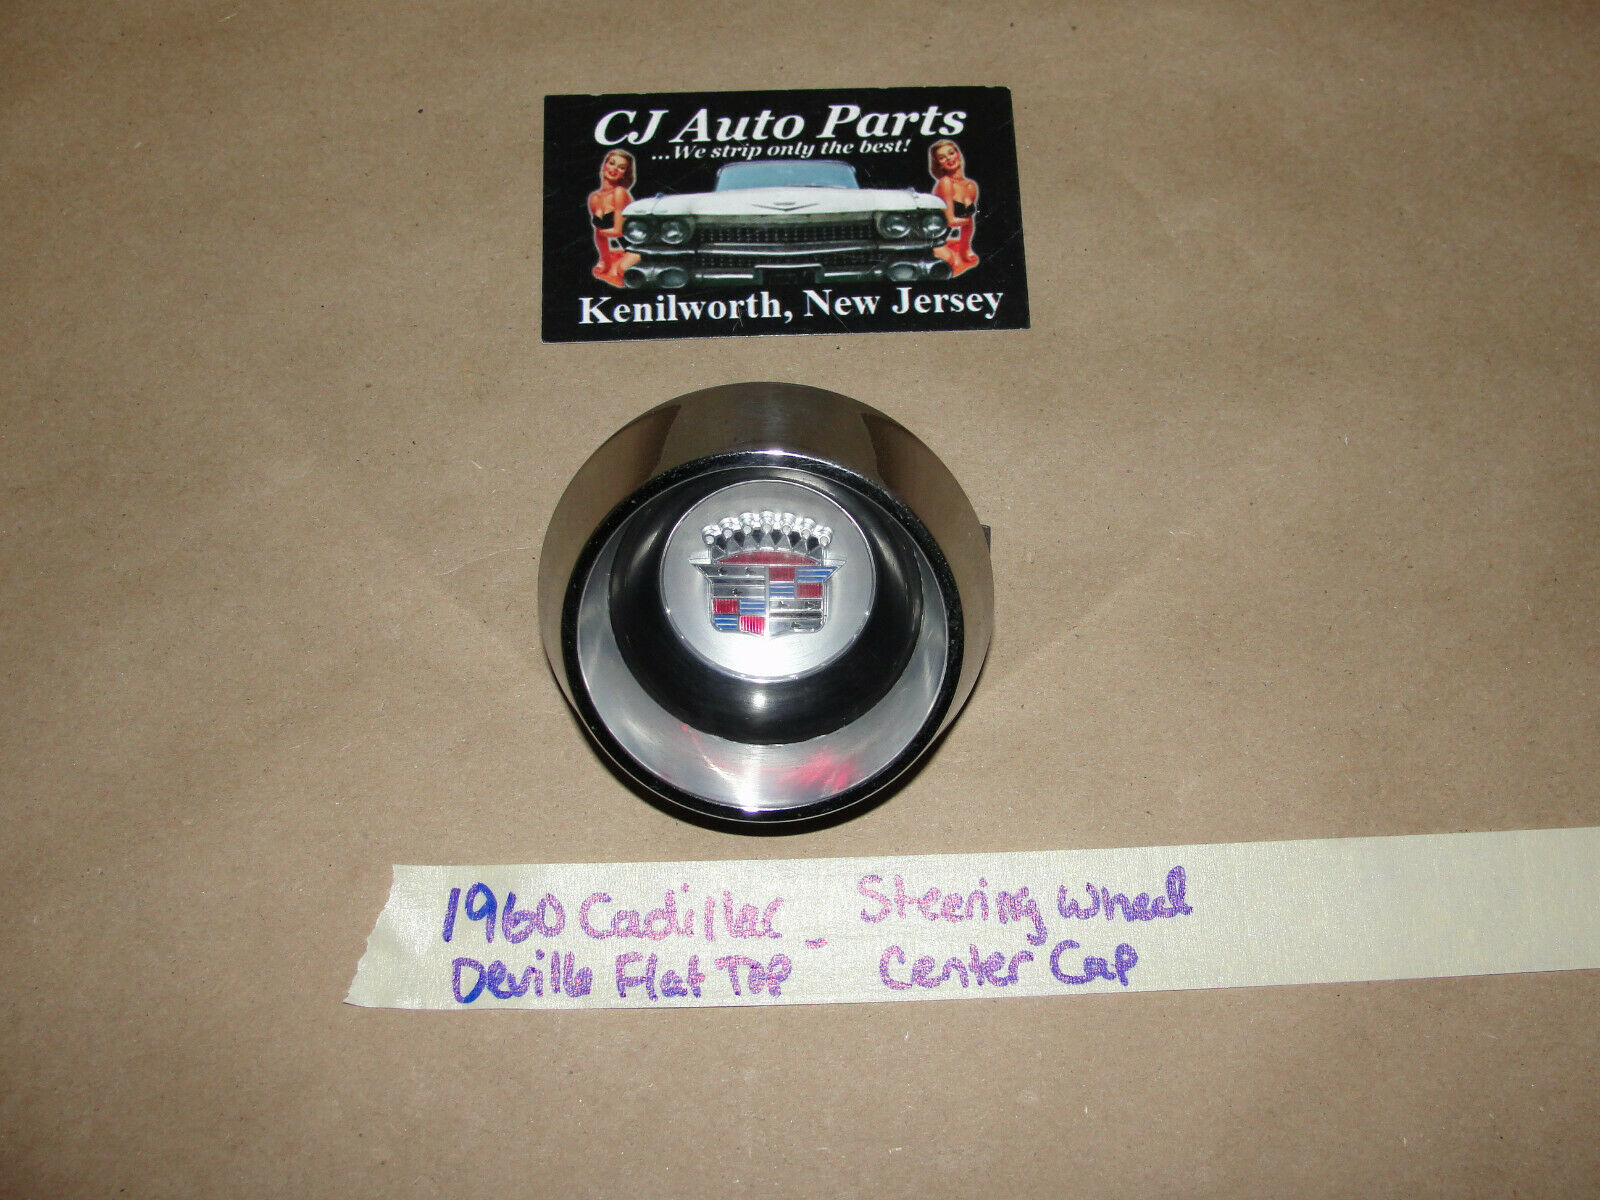 CJ Auto Parts
...We strip only the best!
Kenilworth, New Jersey
1960 Cadillac - Steering Wheel
Deville Flat Top Center Cap